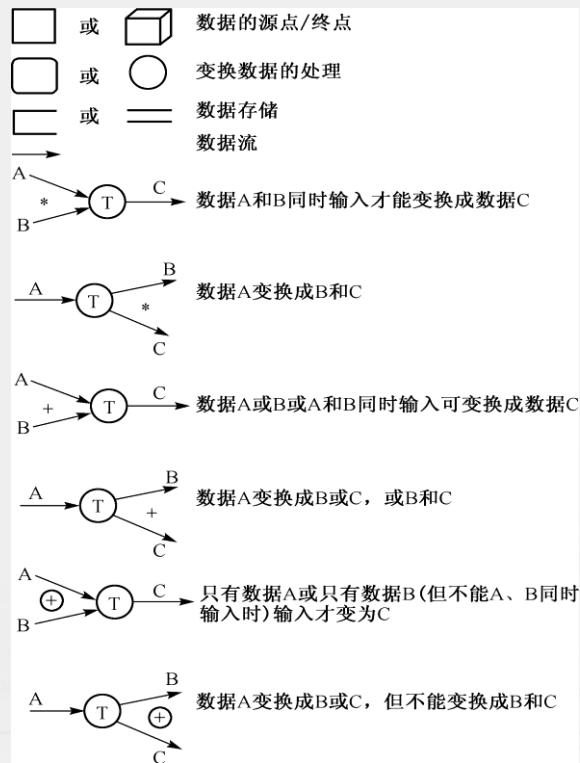 或 数据的源点/终点
或 变换数据的处理
或 数据存储
数据流
A
* T C 数据A和B同时输入才能变换成数据C
B
B
A T 数据A变换成B和C
*
C
A
+ T C 数据A或B或A和B同时输入可变换成数据C
B
B
A T 数据A变换成B或C，或B和C
+
C
A
+ T C 只有数据A或只有数据B(但不能A、B同时
B 输入时)输入才变为C
B
A T + 数据A变换成B或C，但不能变换成B和C
C